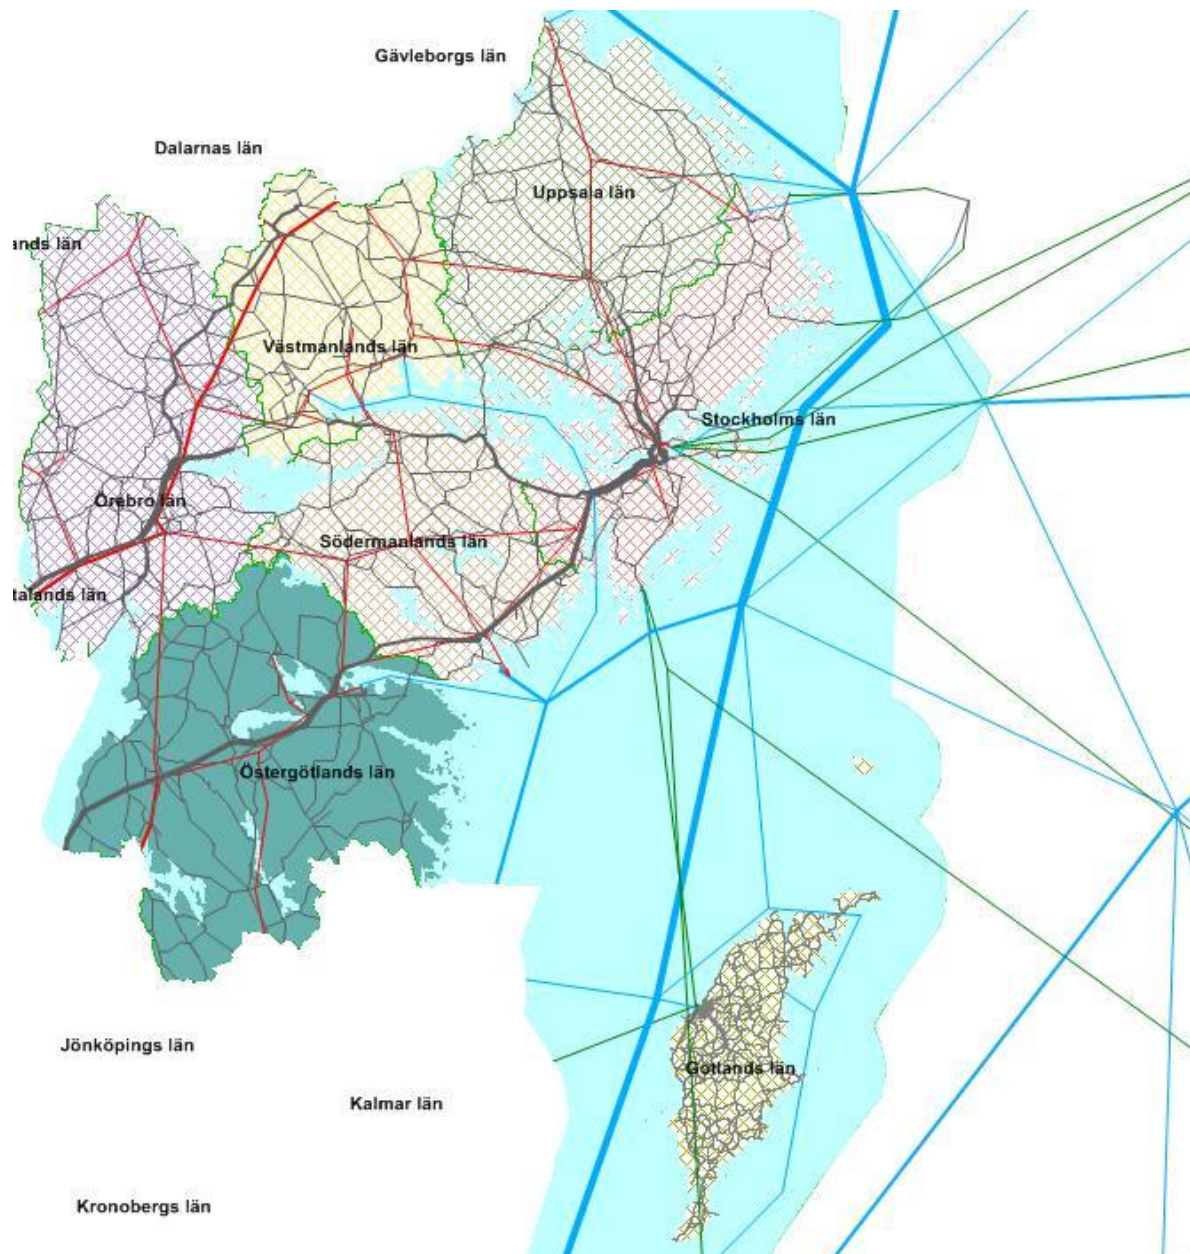 Gävleborgs län
Dalarnas län
Uppsala län
ands län
Västmanlands län
Stockholms län
Örebro län
Södermanlands län
talands län
Östergötlands län
Jönköpings län
Gotlands län
Kalmar län
Kronobergs län